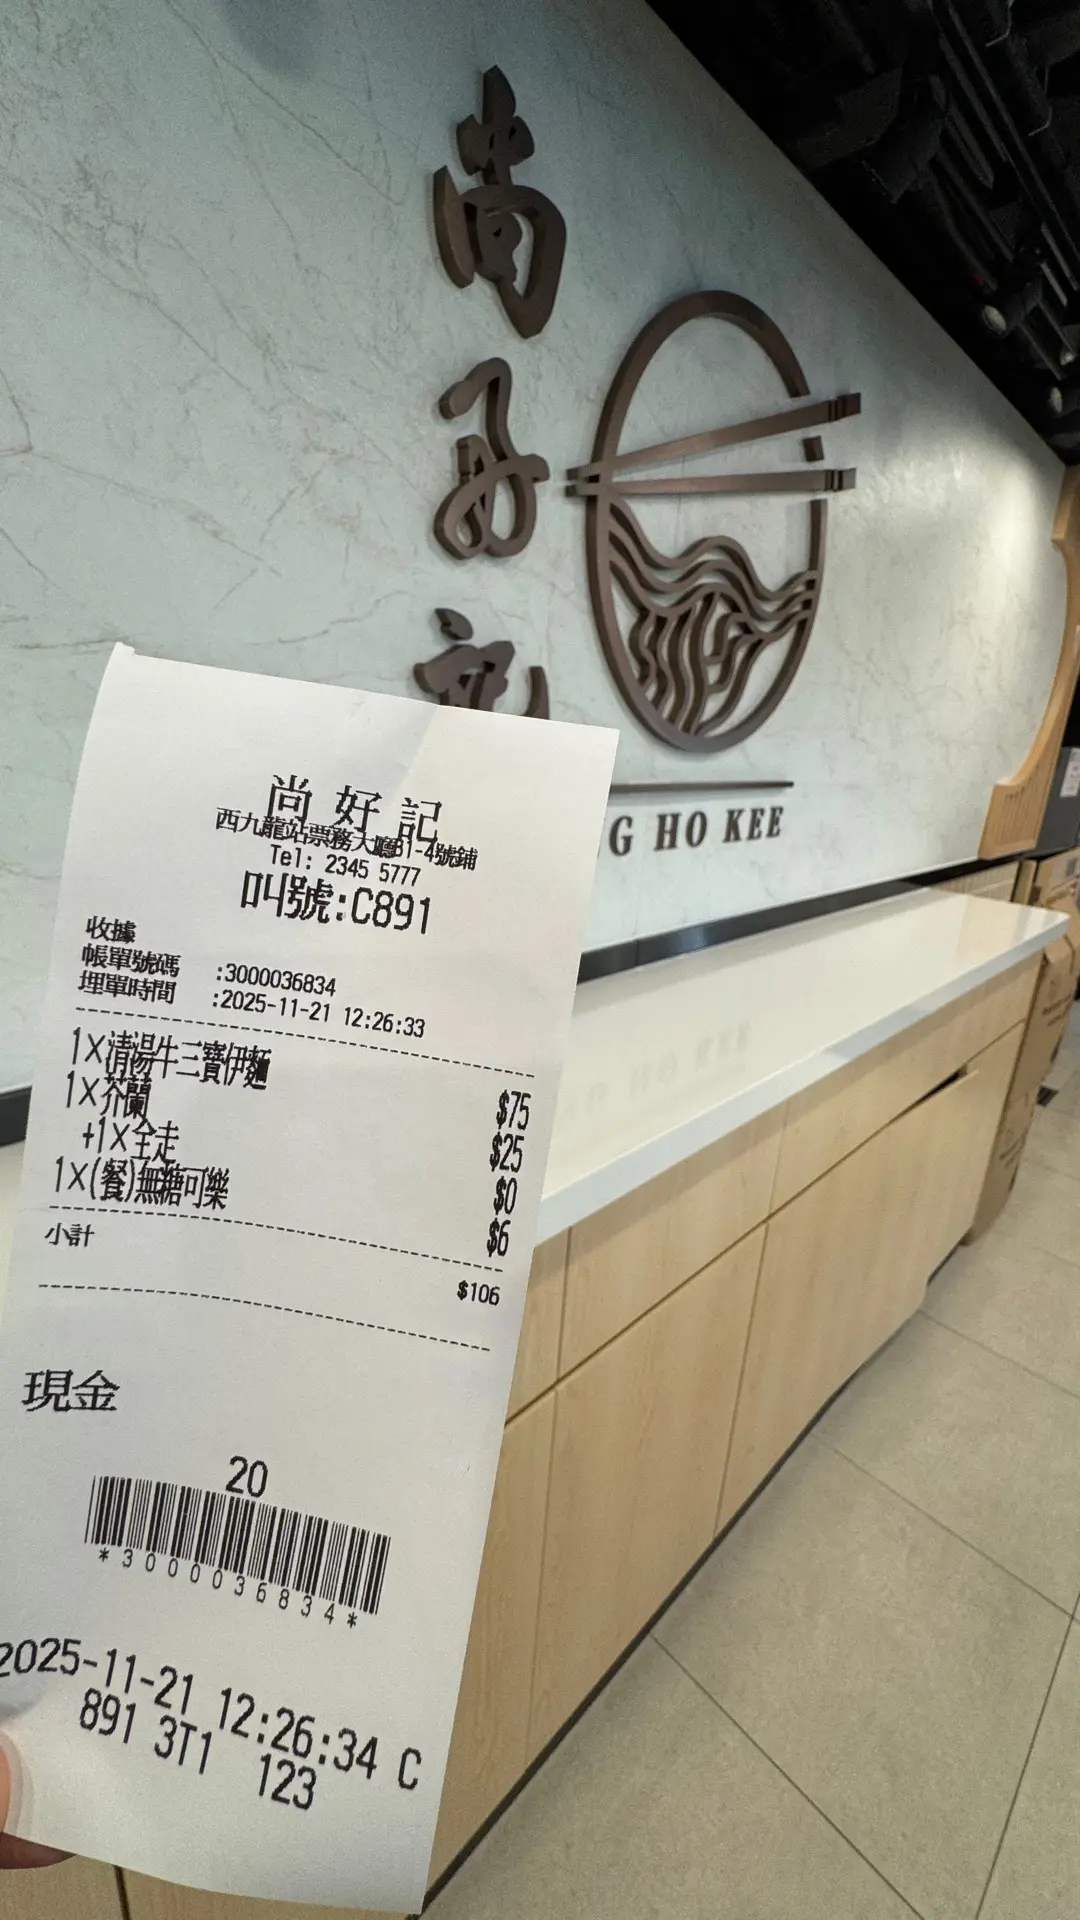 尚
好
記
G HO KEE
尚 好 記
西九龍站票務大廳B1-4號鋪
Tel: 2345 5777
叫號:C891
收據
帳單號碼 :3000036834
埋單時間 :2025-11-21 12:26:33
1X清湯牛三寶伊麵 $75
1X芥蘭 $25
+1X全走 $0
1X(餐)無糖可樂 $6
小計 $106
現金
20
*3000036834*
2025-11-21 12:26:34 C
891 3T1 123